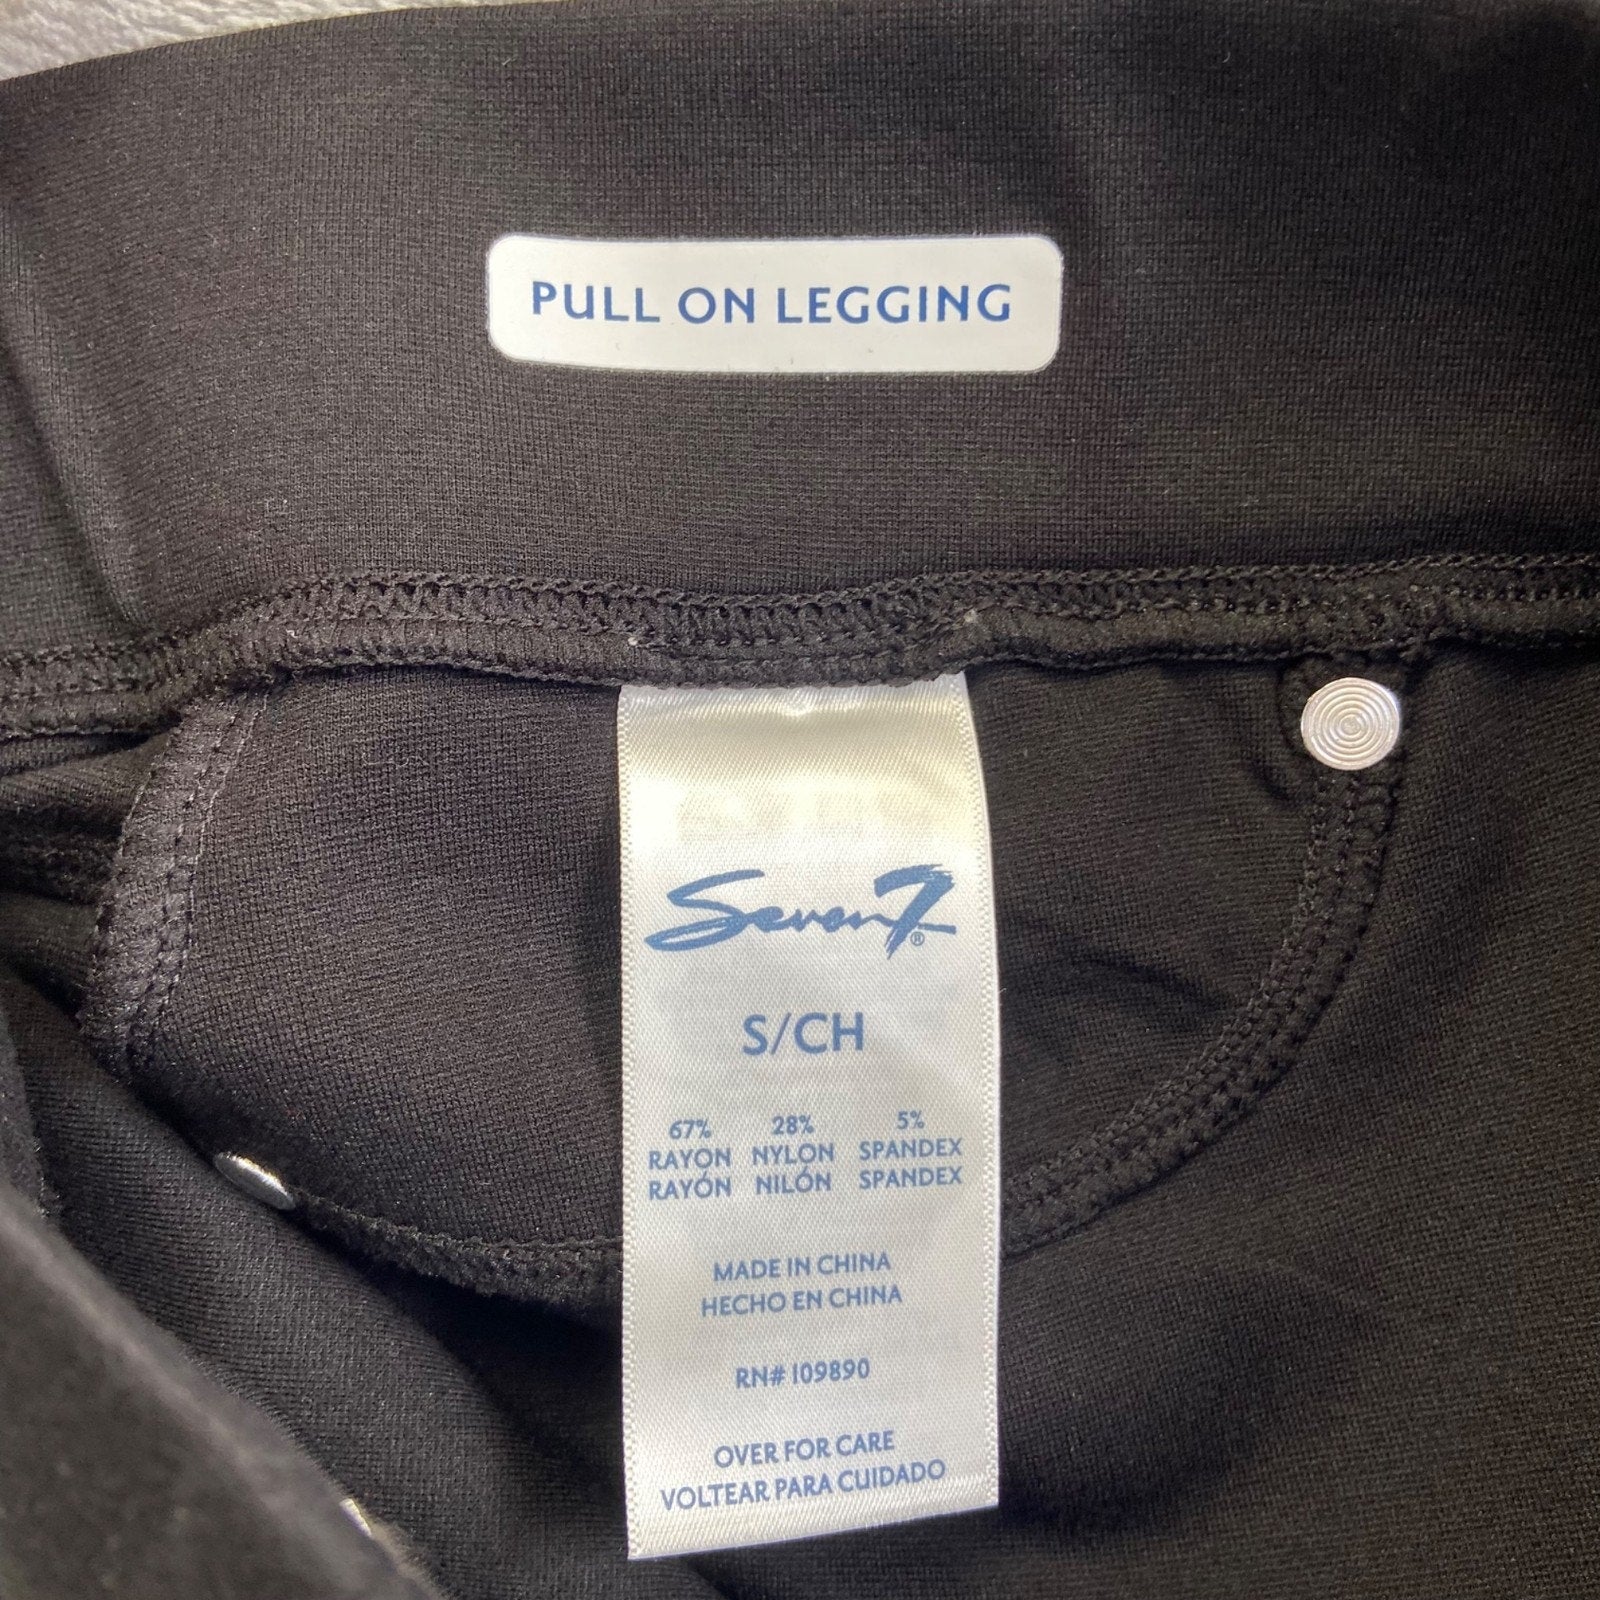 PULL ON LEGGING
Seven7®
S/CH
67% 28% 5%
RAYON NYLON SPANDEX
RAYÓN NILÓN SPANDEX
MADE IN CHINA
HECHO EN CHINA
RN# 109890
OVER FOR CARE
VOLTEAR PARA CUIDADO